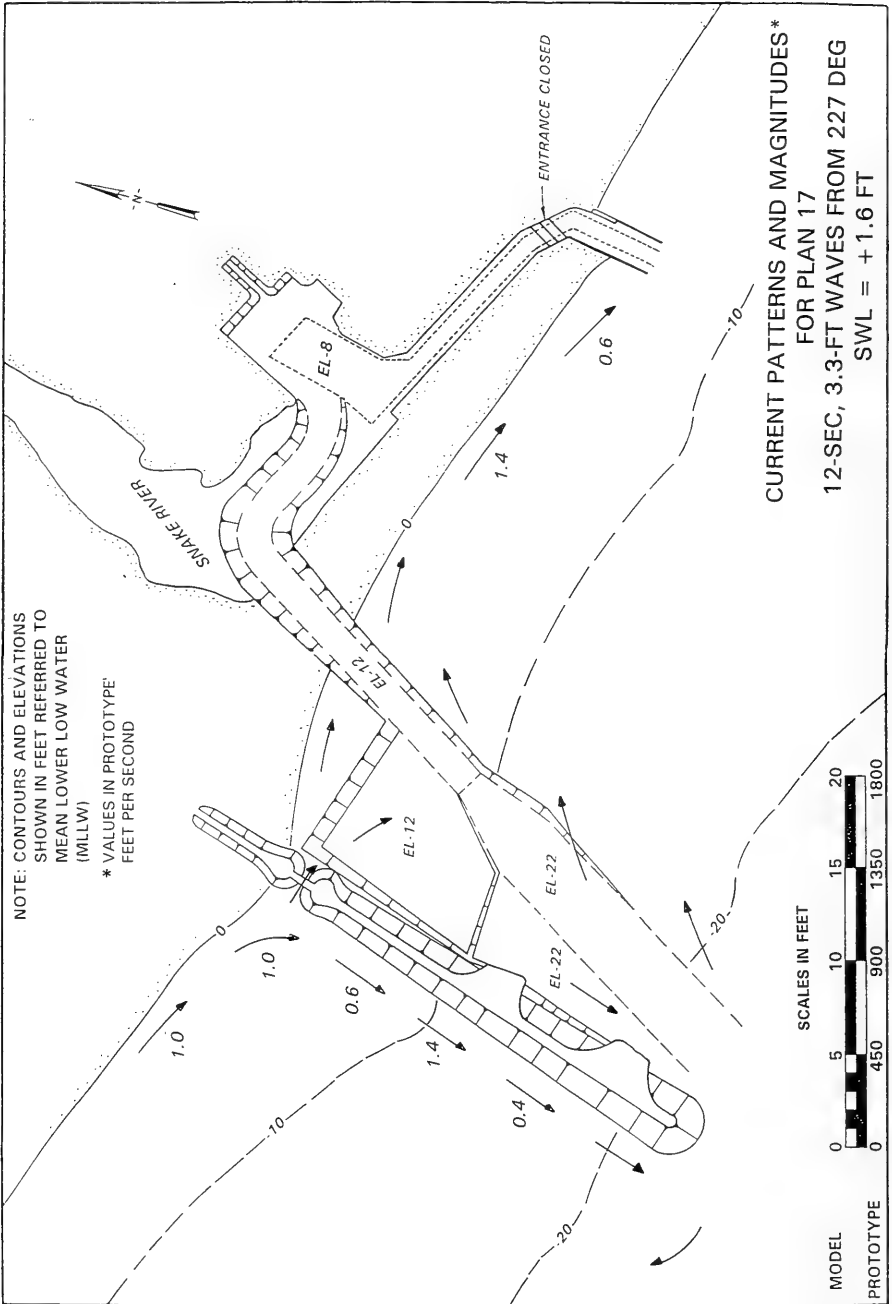 NOTE: CONTOURS AND ELEVATIONS
SHOWN IN FEET REFERRED TO
MEAN LOWER LOW WATER
(MLLW)
* VALUES IN PROTOTYPE
FEET PER SECOND
-N-
SNAKE RIVER
ENTRANCE CLOSED
EL-8
EL-12
EL-12
EL-22
EL-22
0
0
-10
-10
-20
-20
1.0
1.0
0.6
1.4
0.4
1.4
0.6
SCALES IN FEET
MODEL 0 5 10 15 20
PROTOTYPE 0 450 900 1350 1800
CURRENT PATTERNS AND MAGNITUDES*
FOR PLAN 17
12-SEC, 3.3-FT WAVES FROM 227 DEG
SWL = +1.6 FT